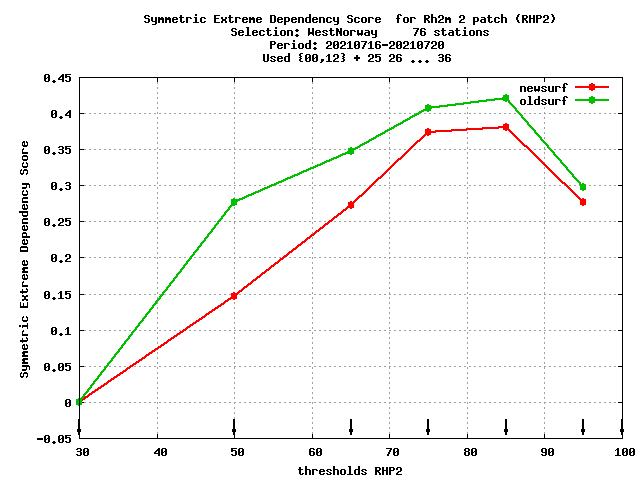 Symmetric Extreme Dependency Score  for Rh2m 2 patch (RHP2)
Selection: WestNorway     76 stations
Period: 20210716-20210720
Used {00,12} + 25 26 ... 36
newsurf
oldsurf
Symmetric Extreme Dependency Score
0.45
0.4
0.35
0.3
0.25
0.2
0.15
0.1
0.05
0
-0.05
30 40 50 60 70 80 90 100
thresholds RHP2